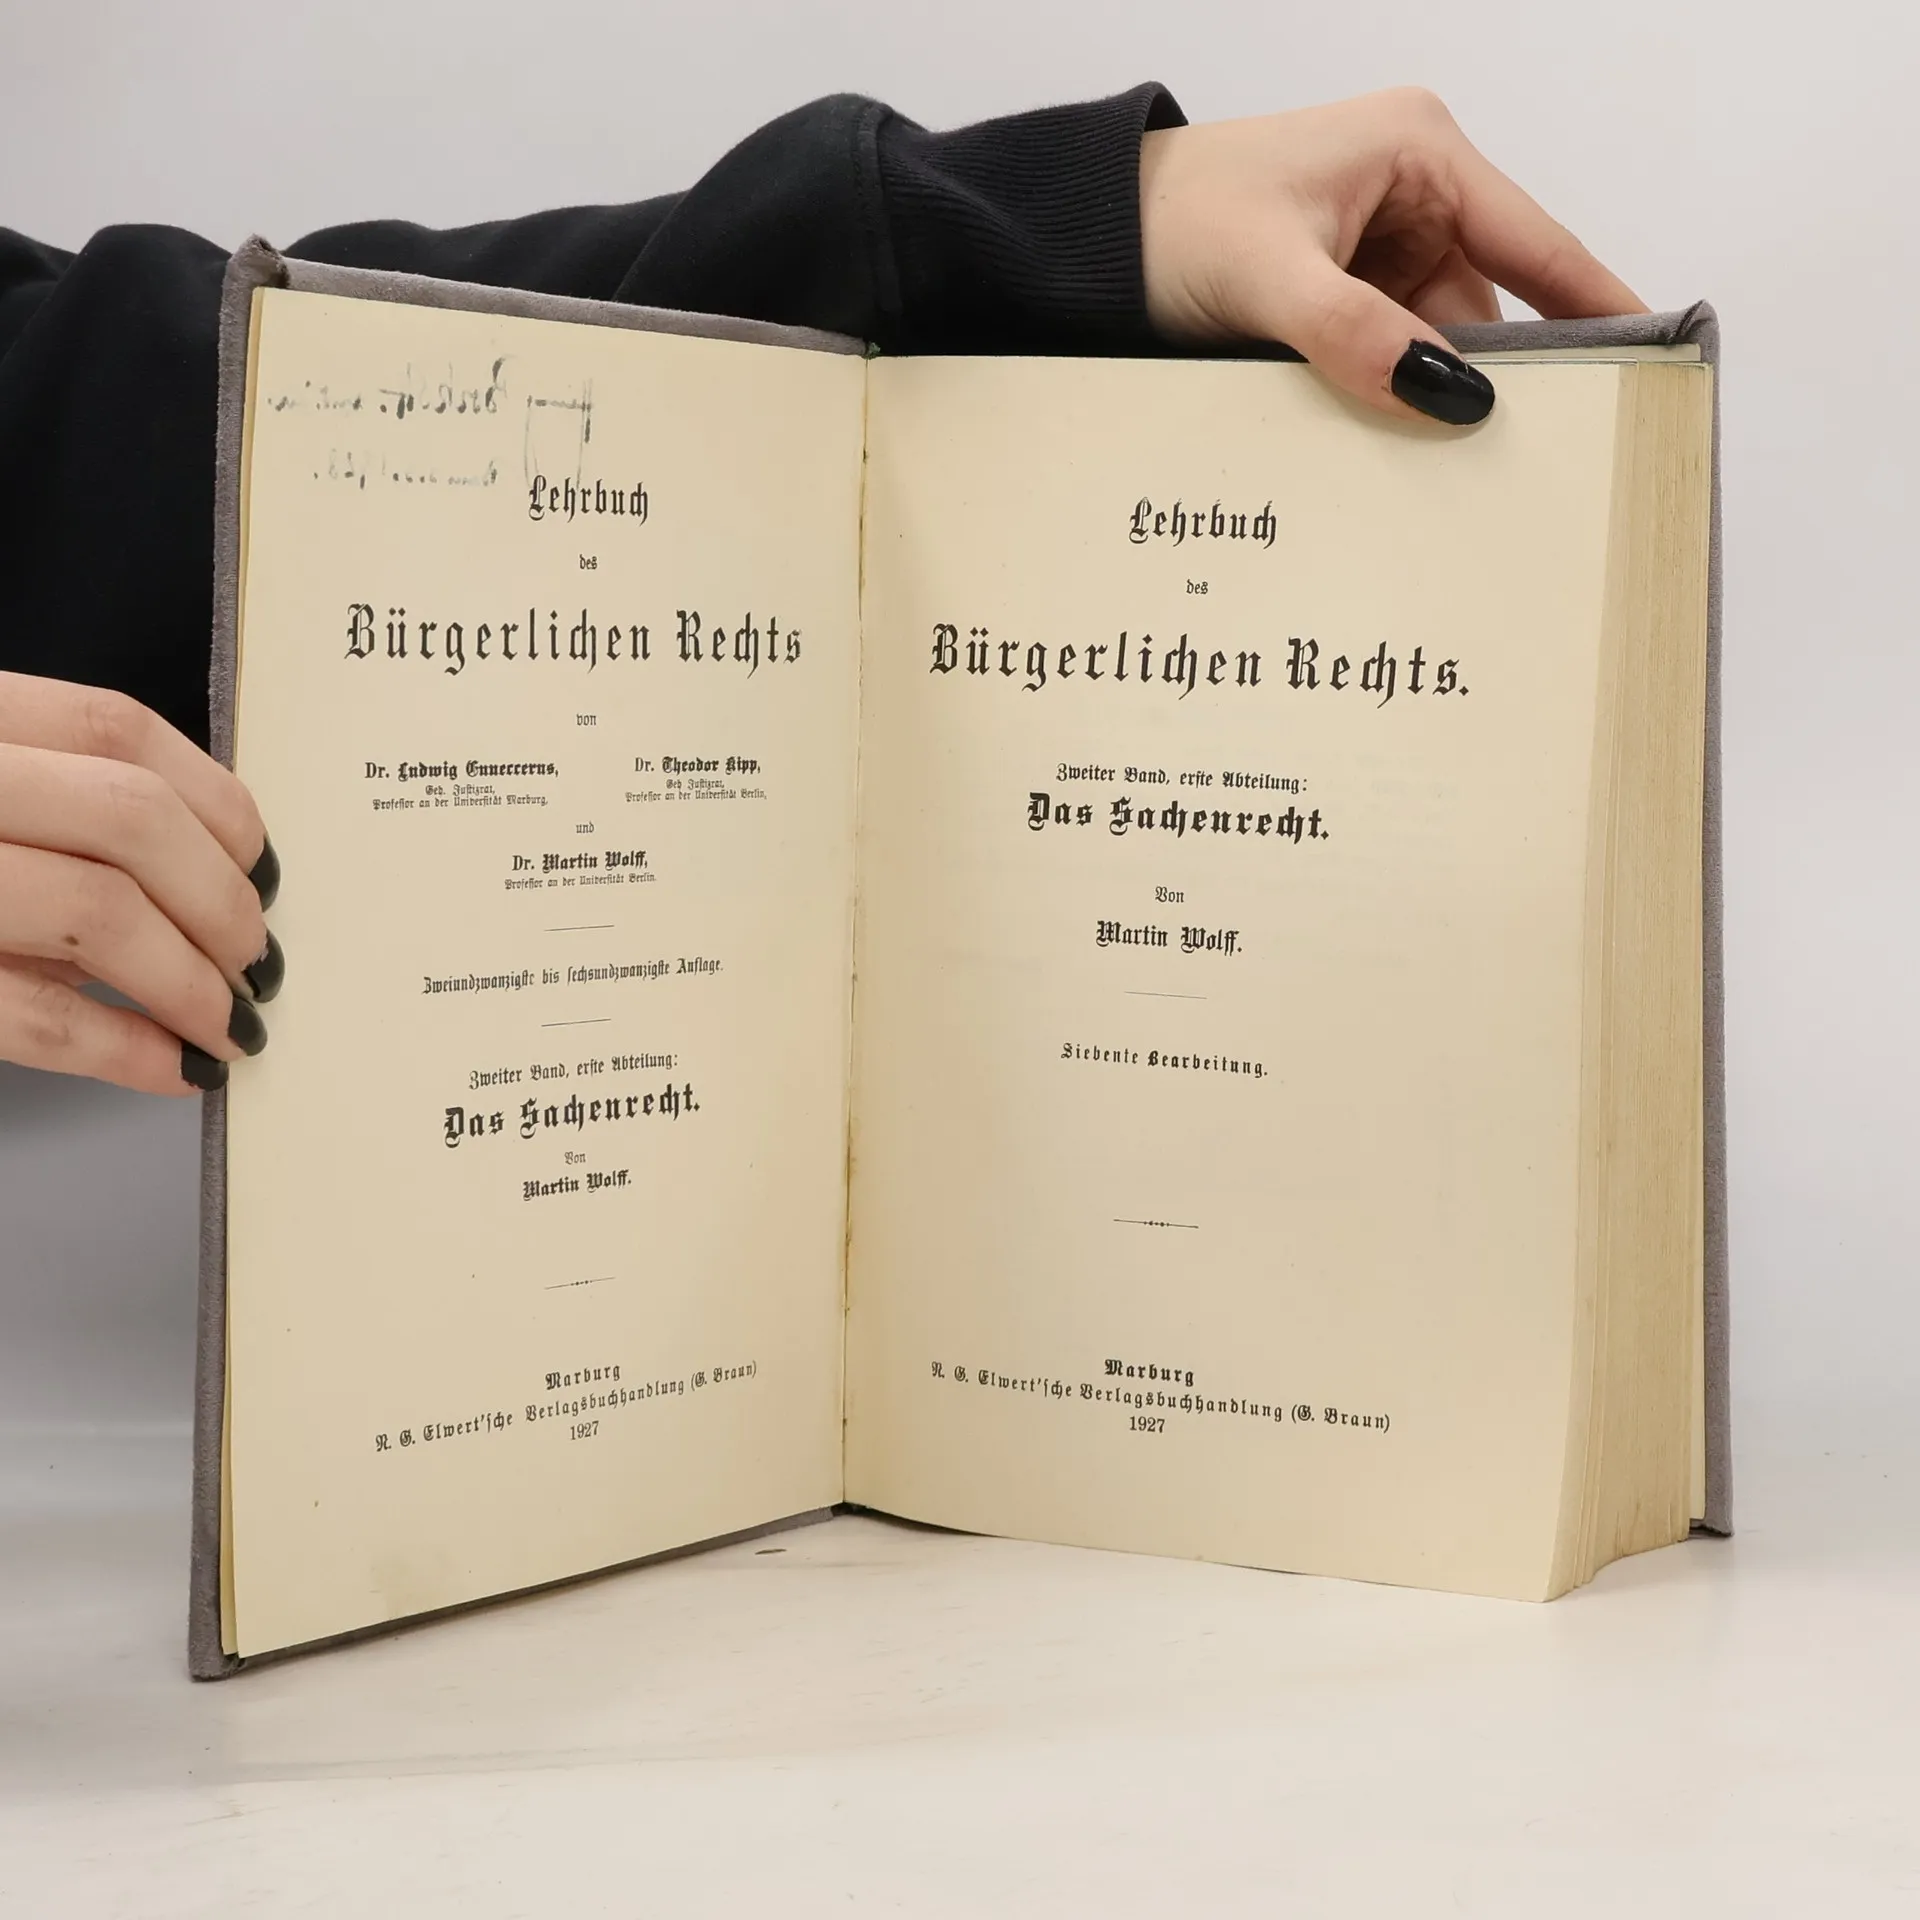 Lehrbuch
des
Bürgerlichen Rechts
von
Dr. Ludwig Enneccerus,
Geh. Justizrat,
Professor an der Universität Marburg,
Dr. Theodor Kipp,
Geh. Justizrat,
Professor an der Universität Berlin,
und
Dr. Martin Wolff,
Professor an der Universität Berlin.
Zweiundzwanzigste bis sechsundzwanzigste Auflage.
Zweiter Band, erste Abteilung:
Das Sachenrecht.
Von
Martin Wolff.
Marburg
N. G. Elwert'sche Verlagsbuchhandlung (G. Braun)
1927
Lehrbuch
des
Bürgerlichen Rechts.
Zweiter Band, erste Abteilung:
Das Sachenrecht.
Von
Martin Wolff.
Siebente Bearbeitung.
Marburg
N. G. Elwert'sche Verlagsbuchhandlung (G. Braun)
1927